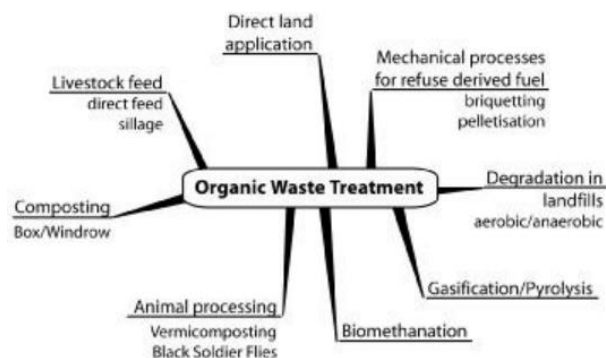 Direct land
application
Mechanical processes
for refuse derived fuel
briquetting
pelletisation
Livestock feed
direct feed
sillage
Organic Waste Treatment
Degradation in
landfills
aerobic/anaerobic
Composting
Box/Windrow
Gasification/Pyrolysis
Animal processing
Vermicomposting
Black Soldier Flies
Biomethanation